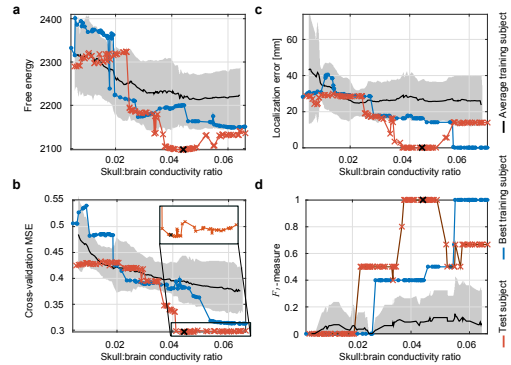 a
2400
2300
2200
2100
Free energy
0.02
0.04
0.06
Skull:brain conductivity ratio
c
60
40
20
0
Localization error [mm]
0.02
0.04
0.06
Skull:brain conductivity ratio
b
0.55
0.5
0.45
0.4
0.35
0.3
Cross-validation MSE
0.02
0.04
0.06
Skull:brain conductivity ratio
d
1
0.8
0.6
0.4
0.2
0
F₁-measure
0.02
0.04
0.06
Skull:brain conductivity ratio
Average training subject
Best training subject
Test subject